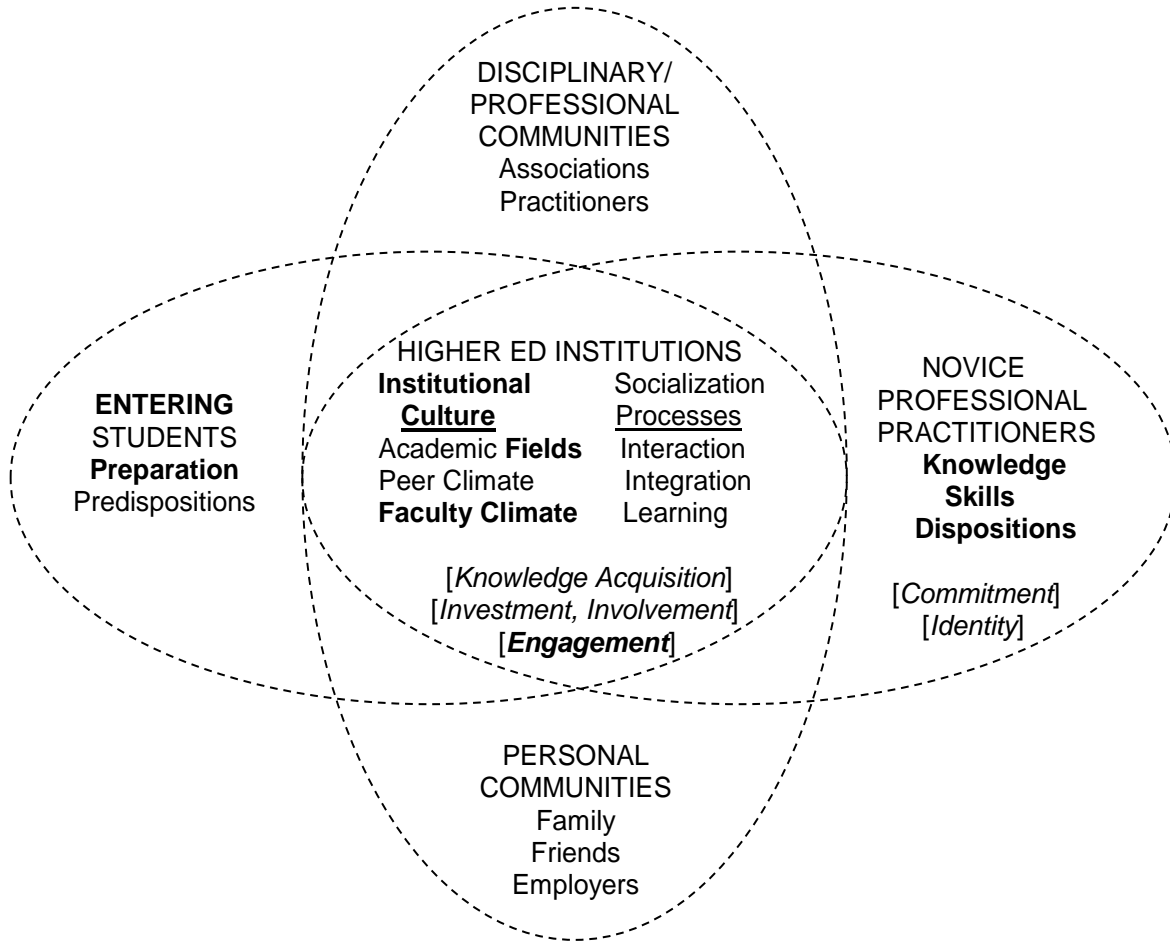 DISCIPLINARY/
PROFESSIONAL
COMMUNITIES
Associations
Practitioners
ENTERING
STUDENTS
Preparation
Predispositions
HIGHER ED INSTITUTIONS
Institutional
Culture
Academic Fields
Peer Climate
Faculty Climate
Socialization
Processes
Interaction
Integration
Learning
[Knowledge Acquisition]
[Investment, Involvement]
[Engagement]
NOVICE
PROFESSIONAL
PRACTITIONERS
Knowledge
Skills
Dispositions
[Commitment]
[Identity]
PERSONAL
COMMUNITIES
Family
Friends
Employers